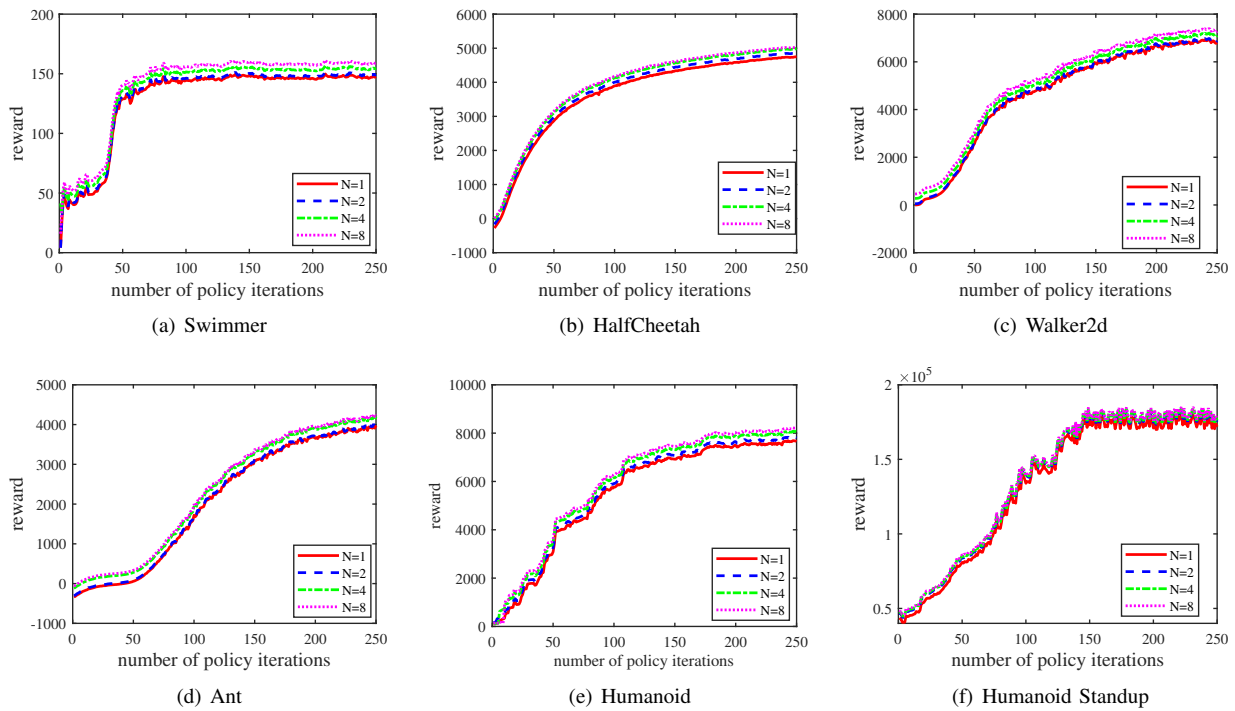 200
150
100
50
0
reward
0 50 100 150 200 250
number of policy iterations
N=1
N=2
N=4
N=8
(a) Swimmer
6000
5000
4000
3000
2000
1000
0
-1000
reward
0 50 100 150 200 250
number of policy iterations
N=1
N=2
N=4
N=8
(b) HalfCheetah
8000
6000
4000
2000
0
-2000
reward
0 50 100 150 200 250
number of policy iterations
N=1
N=2
N=4
N=8
(c) Walker2d
5000
4000
3000
2000
1000
0
-1000
reward
0 50 100 150 200 250
number of policy iterations
N=1
N=2
N=4
N=8
(d) Ant
10000
8000
6000
4000
2000
0
reward
0 50 100 150 200 250
number of policy iterations
N=1
N=2
N=4
N=8
(e) Humanoid
×10^5
2
1.5
1
0.5
reward
0 50 100 150 200 250
number of policy iterations
N=1
N=2
N=4
N=8
(f) Humanoid Standup